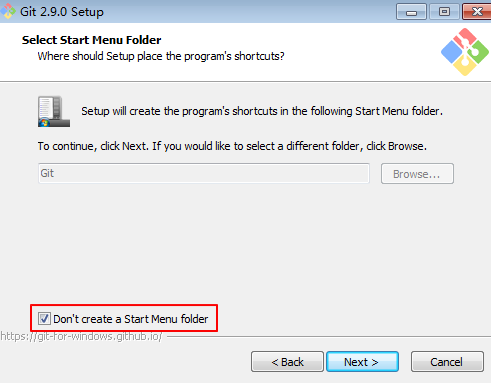 Git 2.9.0 Setup
Select Start Menu Folder
Where should Setup place the program's shortcuts?
Setup will create the program's shortcuts in the following Start Menu folder.
To continue, click Next. If you would like to select a different folder, click Browse.
Git
Browse...
Don't create a Start Menu folder
https://git-for-windows.github.io/
< Back
Next >
Cancel